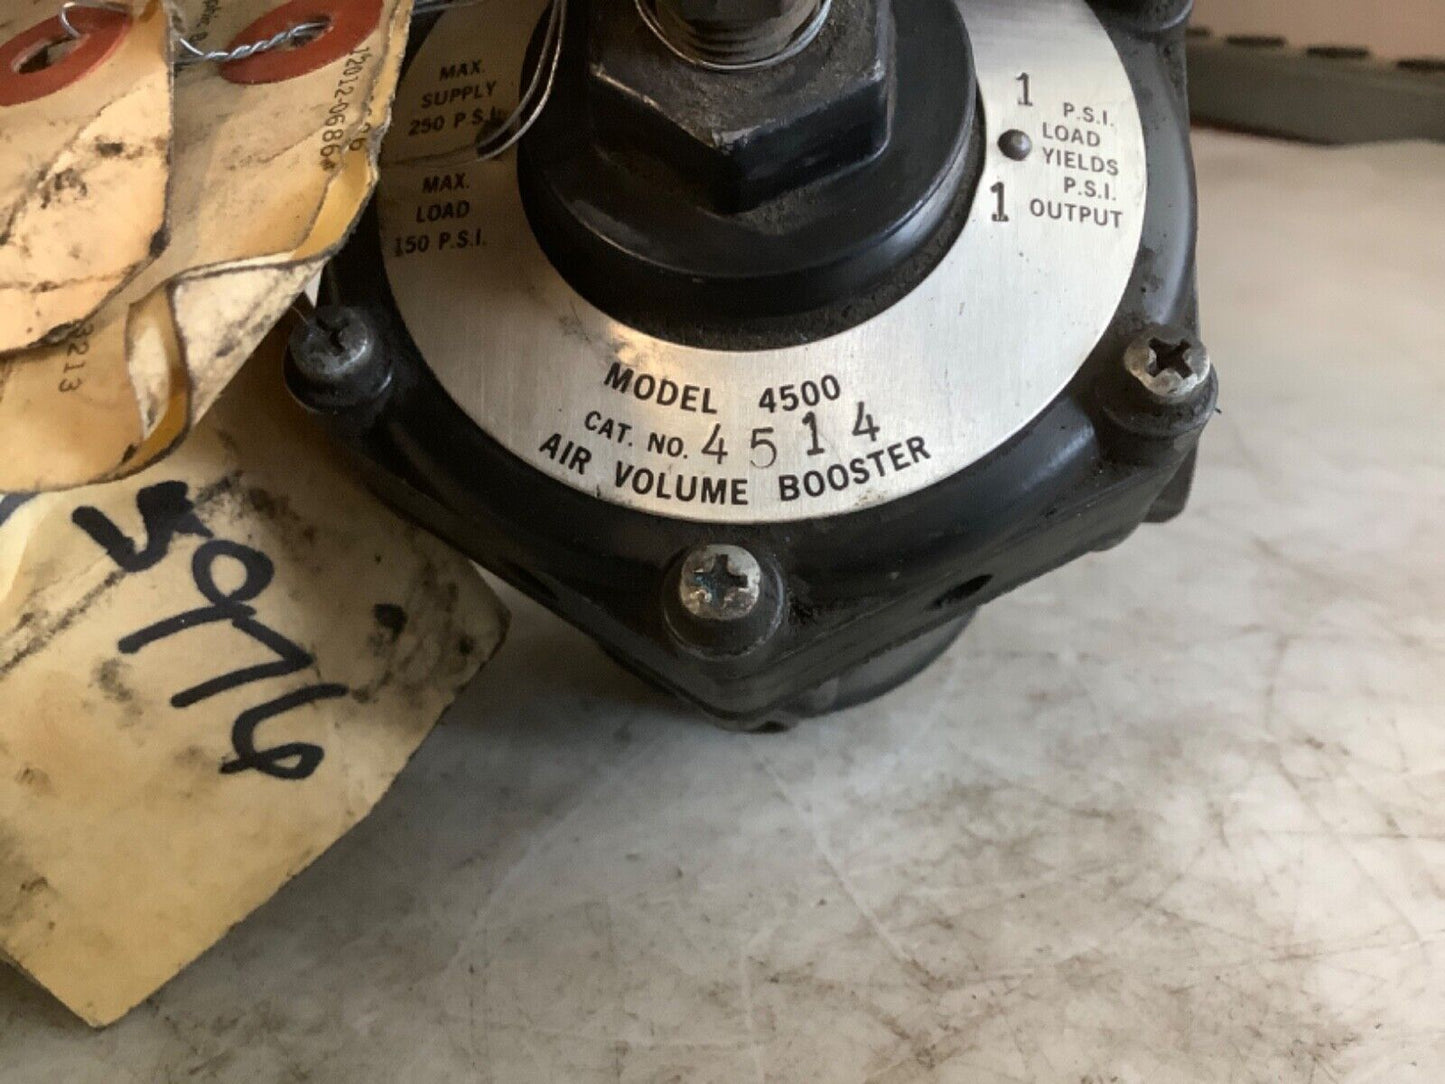 MAX.
SUPPLY
250 P.S.I.
MAX.
LOAD
150 P.S.I.
1 P.S.I.
LOAD
YIELDS
1 P.S.I.
OUTPUT
MODEL 4500
CAT. NO. 4514
AIR VOLUME BOOSTER
3213